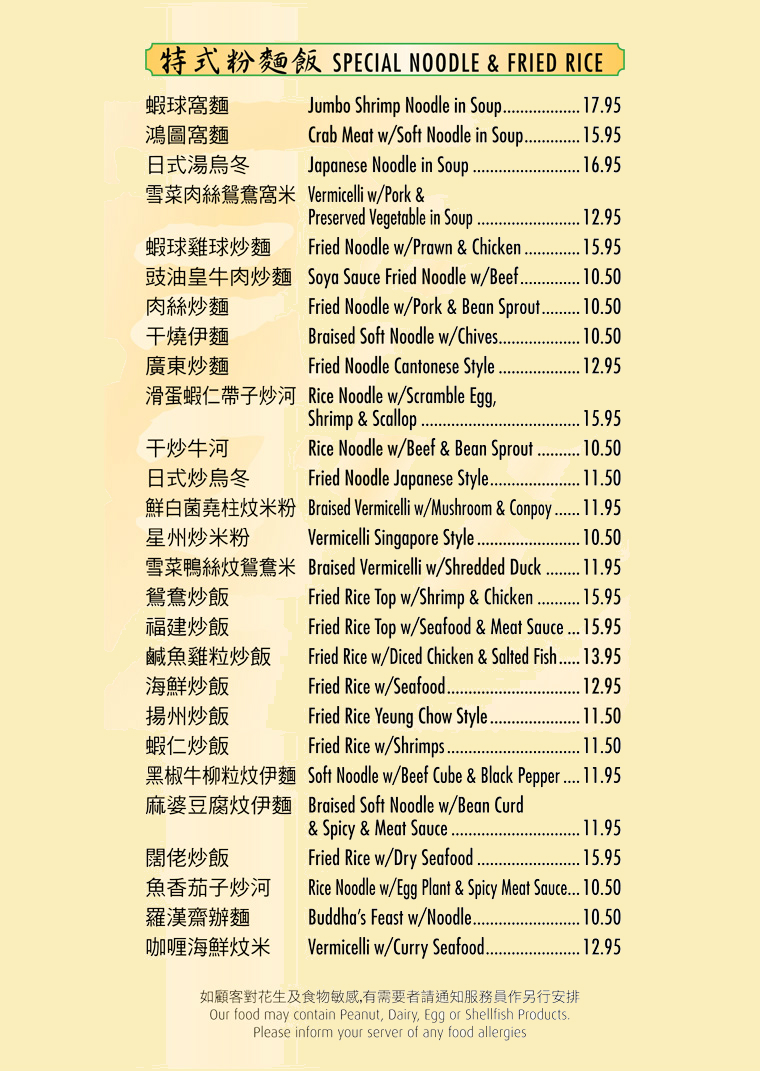 特式粉麵飯 SPECIAL NOODLE & FRIED RICE
蝦球窩麵 Jumbo Shrimp Noodle in Soup.................. 17.95
鴻圖窩麵 Crab Meat w/Soft Noodle in Soup............. 15.95
日式湯烏冬 Japanese Noodle in Soup ......................... 16.95
雪菜肉絲鴛鴦窩米 Vermicelli w/Pork &
Preserved Vegetable in Soup ........................ 12.95
蝦球雞球炒麵 Fried Noodle w/Prawn & Chicken ............. 15.95
豉油皇牛肉炒麵 Soya Sauce Fried Noodle w/Beef.............. 10.50
肉絲炒麵 Fried Noodle w/Pork & Bean Sprout......... 10.50
干燒伊麵 Braised Soft Noodle w/Chives................... 10.50
廣東炒麵 Fried Noodle Cantonese Style ................... 12.95
滑蛋蝦仁帶子炒河 Rice Noodle w/Scramble Egg,
Shrimp & Scallop ..................................... 15.95
干炒牛河 Rice Noodle w/Beef & Bean Sprout .......... 10.50
日式炒烏冬 Fried Noodle Japanese Style..................... 11.50
鮮白菌堯柱炆米粉 Braised Vermicelli w/Mushroom & Conpoy ...... 11.95
星州炒米粉 Vermicelli Singapore Style ........................ 10.50
雪菜鴨絲炆鴛鴦米 Braised Vermicelli w/Shredded Duck ........ 11.95
鴛鴦炒飯 Fried Rice Top w/Shrimp & Chicken .......... 15.95
福建炒飯 Fried Rice Top w/Seafood & Meat Sauce ... 15.95
鹹魚雞粒炒飯 Fried Rice w/Diced Chicken & Salted Fish..... 13.95
海鮮炒飯 Fried Rice w/Seafood............................... 12.95
揚州炒飯 Fried Rice Yeung Chow Style..................... 11.50
蝦仁炒飯 Fried Rice w/Shrimps............................... 11.50
黑椒牛柳粒炆伊麵 Soft Noodle w/Beef Cube & Black Pepper .... 11.95
麻婆豆腐炆伊麵 Braised Soft Noodle w/Bean Curd
& Spicy & Meat Sauce .............................. 11.95
闊佬炒飯 Fried Rice w/Dry Seafood ........................ 15.95
魚香茄子炒河 Rice Noodle w/Egg Plant & Spicy Meat Sauce... 10.50
羅漢齋辦麵 Buddha's Feast w/Noodle......................... 10.50
咖喱海鮮炆米 Vermicelli w/Curry Seafood...................... 12.95
如顧客對花生及食物敏感,有需要者請通知服務員作另行安排
Our food may contain Peanut, Dairy, Egg or Shellfish Products.
Please inform your server of any food allergies